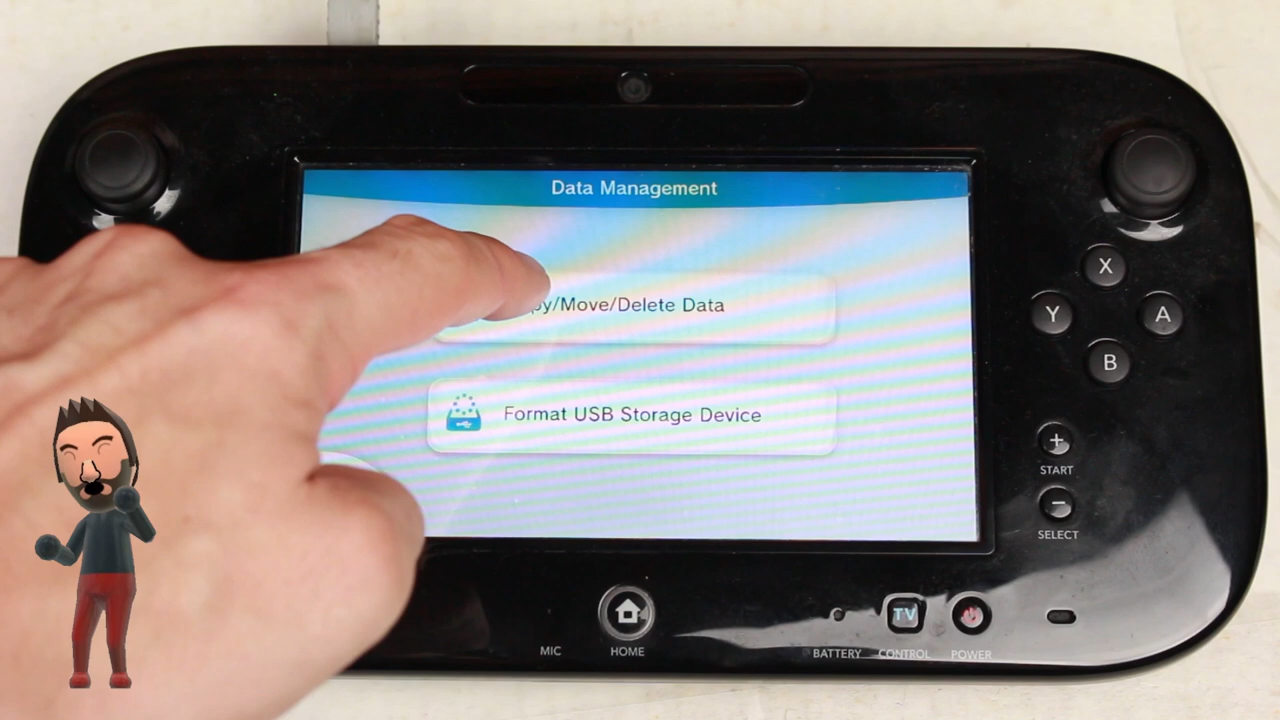 Data Management
py/Move/Delete Data
Format USB Storage Device
X
Y
A
B
+
START
−
SELECT
TV
MIC
HOME
BATTERY
CONTROL
POWER